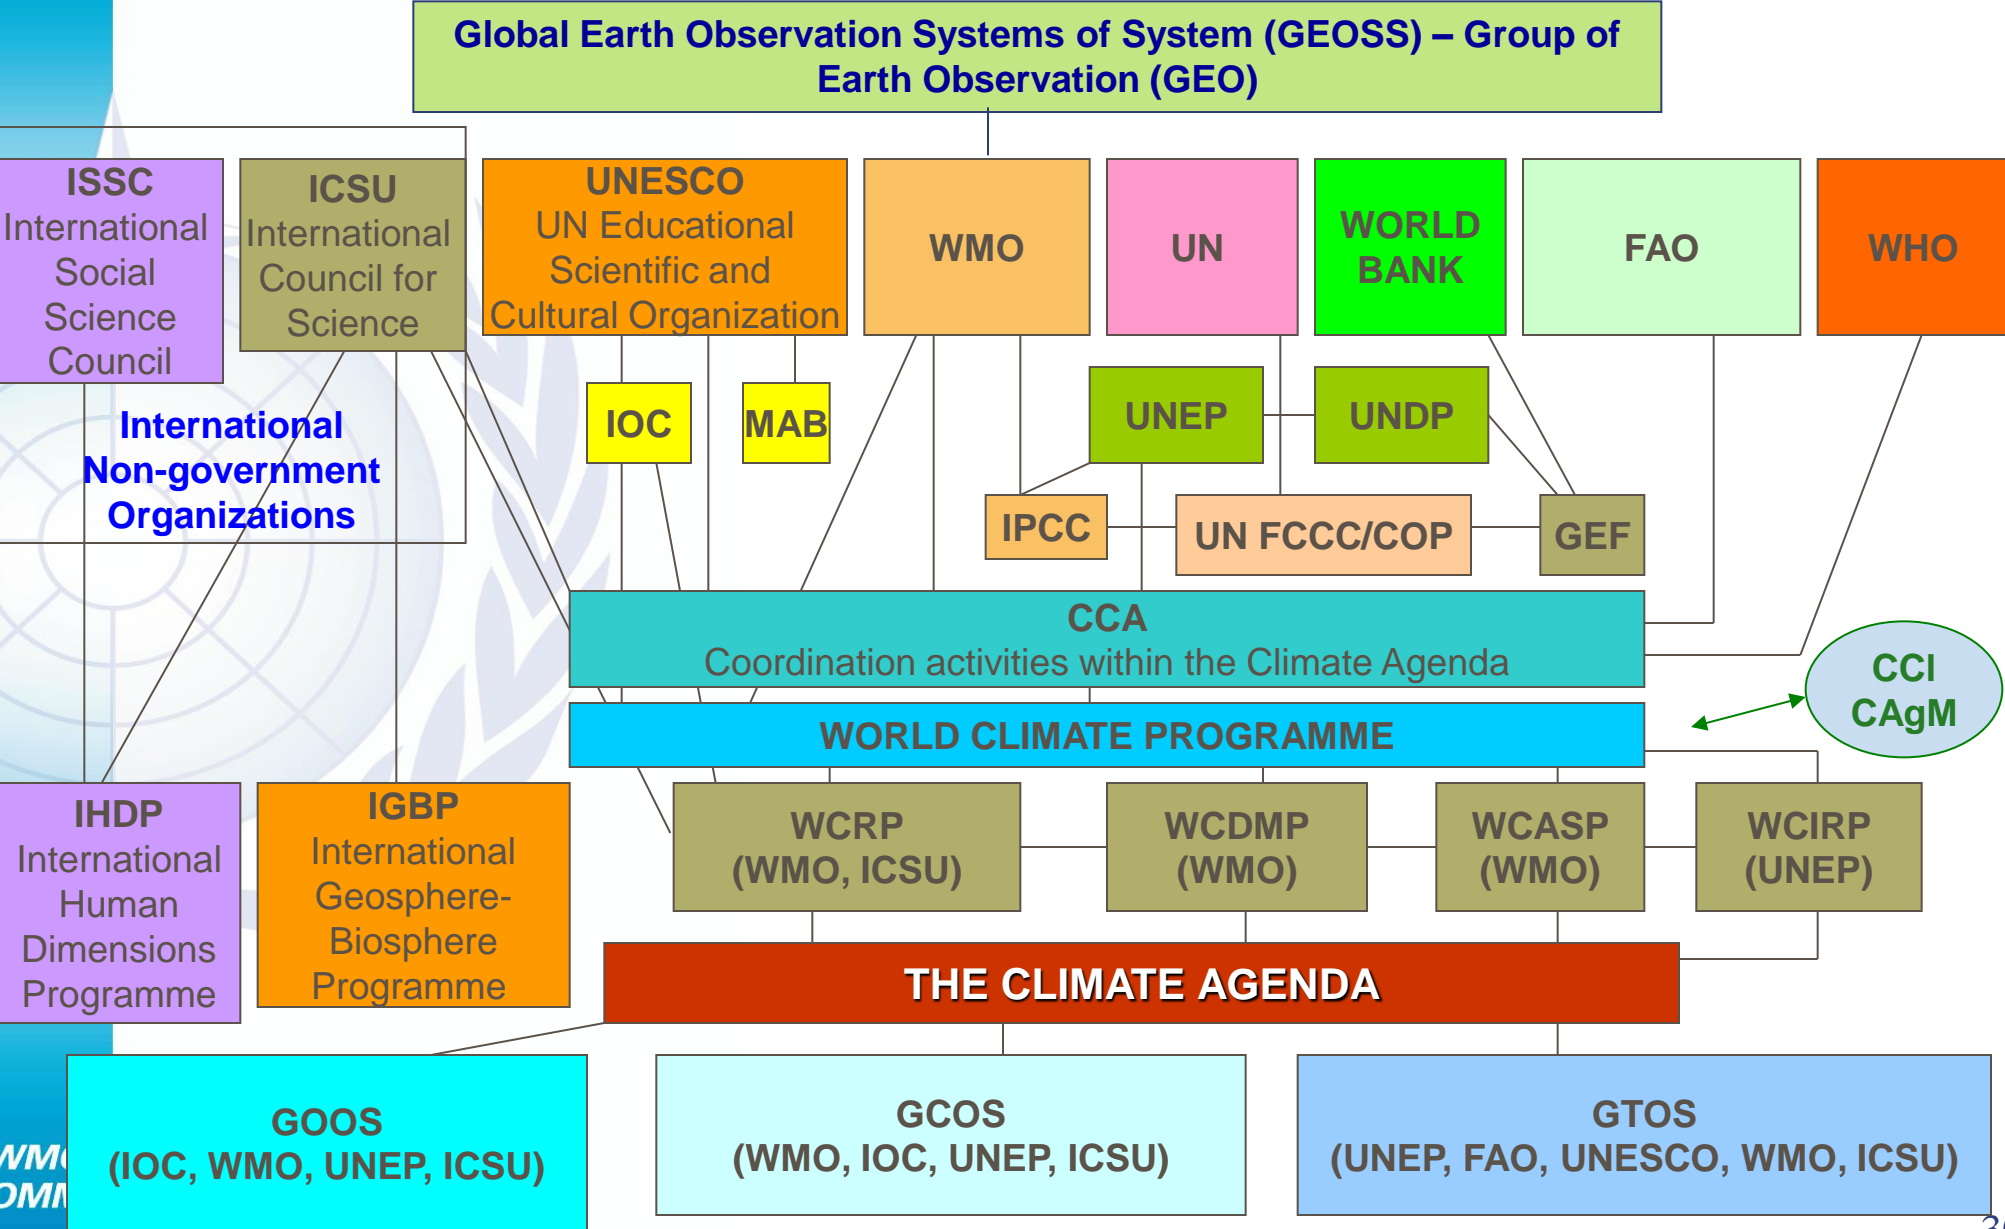 Global Earth Observation Systems of System (GEOSS) – Group of
Earth Observation (GEO)
ISSC
International
Social
Science
Council
ICSU
International
Council for
Science
UNESCO
UN Educational
Scientific and
Cultural Organization
WMO
UN
WORLD
BANK
FAO
WHO
International
Non-government
Organizations
IOC
MAB
UNEP
UNDP
IPCC
UN FCCC/COP
GEF
CCA
Coordination activities within the Climate Agenda
CCI
CAgM
WORLD CLIMATE PROGRAMME
IHDP
International
Human
Dimensions
Programme
IGBP
International
Geosphere-
Biosphere
Programme
WCRP
(WMO, ICSU)
WCDMP
(WMO)
WCASP
(WMO)
WCIRP
(UNEP)
THE CLIMATE AGENDA
GOOS
(IOC, WMO, UNEP, ICSU)
GCOS
(WMO, IOC, UNEP, ICSU)
GTOS
(UNEP, FAO, UNESCO, WMO, ICSU)